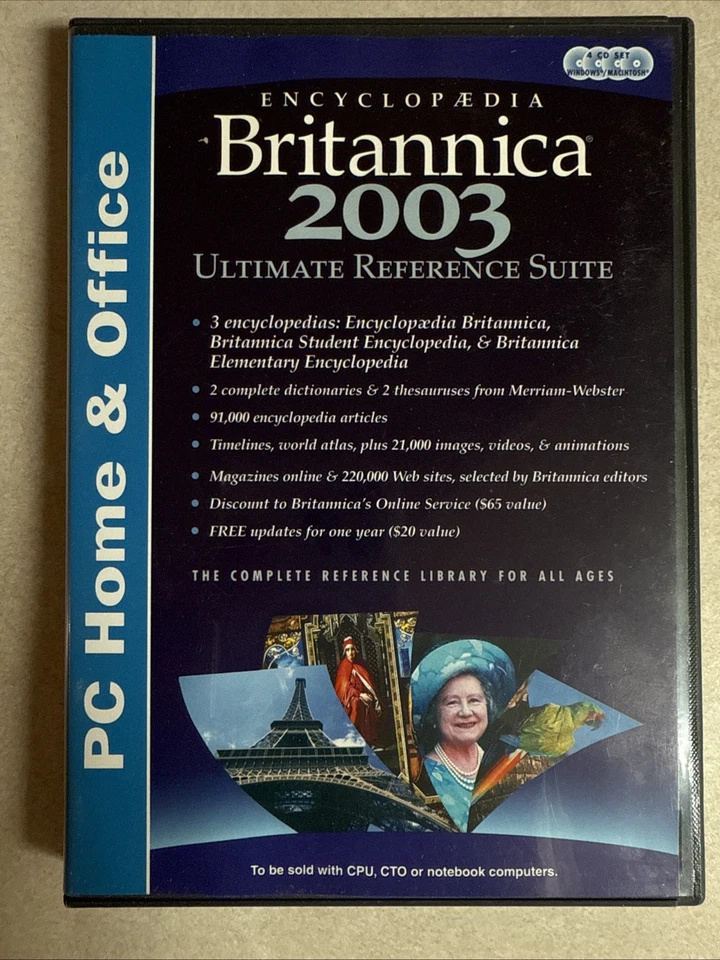 4 CD SET
WINDOWS®/MACINTOSH®
ENCYCLOPÆDIA
Britannica®
2003
ULTIMATE REFERENCE SUITE
PC Home & Office
• 3 encyclopedias: Encyclopædia Britannica,
Britannica Student Encyclopedia, & Britannica
Elementary Encyclopedia
• 2 complete dictionaries & 2 thesauruses from Merriam-Webster
• 91,000 encyclopedia articles
• Timelines, world atlas, plus 21,000 images, videos, & animations
• Magazines online & 220,000 Web sites, selected by Britannica editors
• Discount to Britannica's Online Service ($65 value)
• FREE updates for one year ($20 value)
THE COMPLETE REFERENCE LIBRARY FOR ALL AGES
To be sold with CPU, CTO or notebook computers.